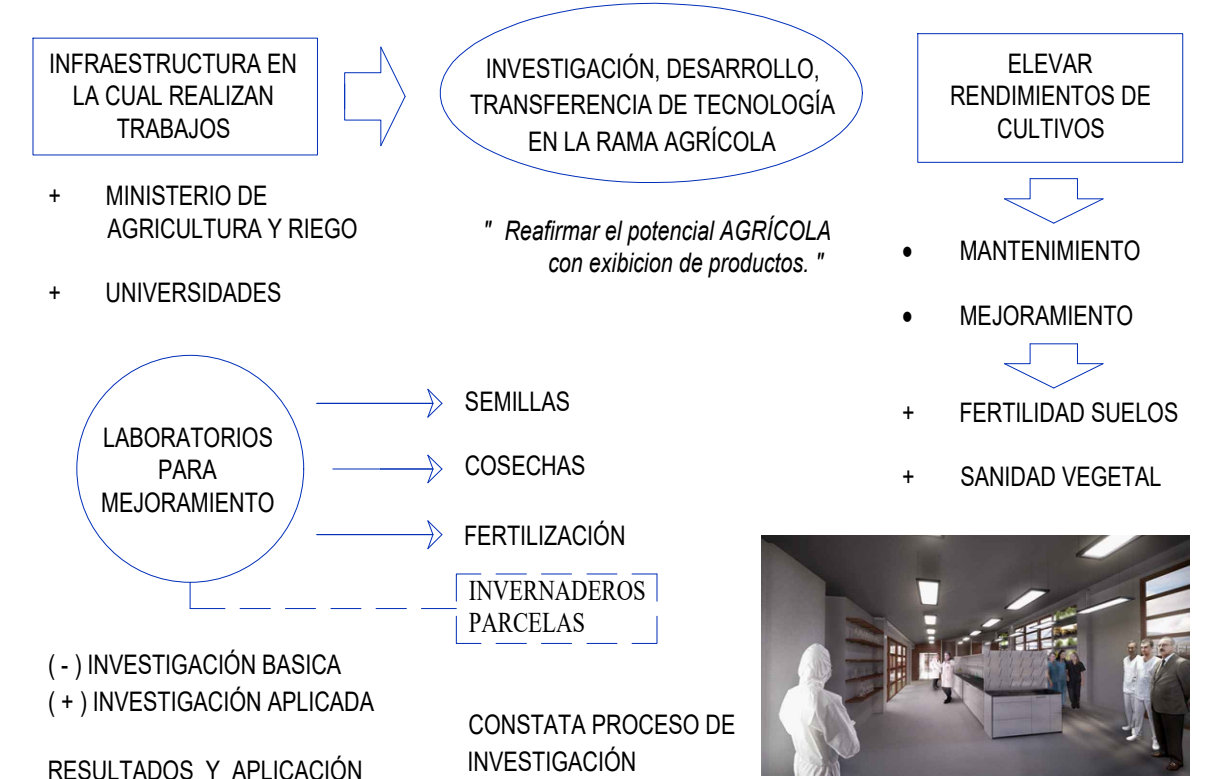 INFRAESTRUCTURA EN
LA CUAL REALIZAN
TRABAJOS
+ MINISTERIO DE
AGRICULTURA Y RIEGO
+ UNIVERSIDADES
INVESTIGACIÓN, DESARROLLO,
TRANSFERENCIA DE TECNOLOGÍA
EN LA RAMA AGRÍCOLA
" Reafirmar el potencial AGRÍCOLA
con exibicion de productos. "
ELEVAR
RENDIMIENTOS DE
CULTIVOS
• MANTENIMIENTO
• MEJORAMIENTO
+ FERTILIDAD SUELOS
+ SANIDAD VEGETAL
LABORATORIOS
PARA
MEJORAMIENTO
SEMILLAS
COSECHAS
FERTILIZACIÓN
INVERNADEROS
PARCELAS
( - ) INVESTIGACIÓN BASICA
( + ) INVESTIGACIÓN APLICADA
RESULTADOS Y APLICACIÓN
CONSTATA PROCESO DE
INVESTIGACIÓN